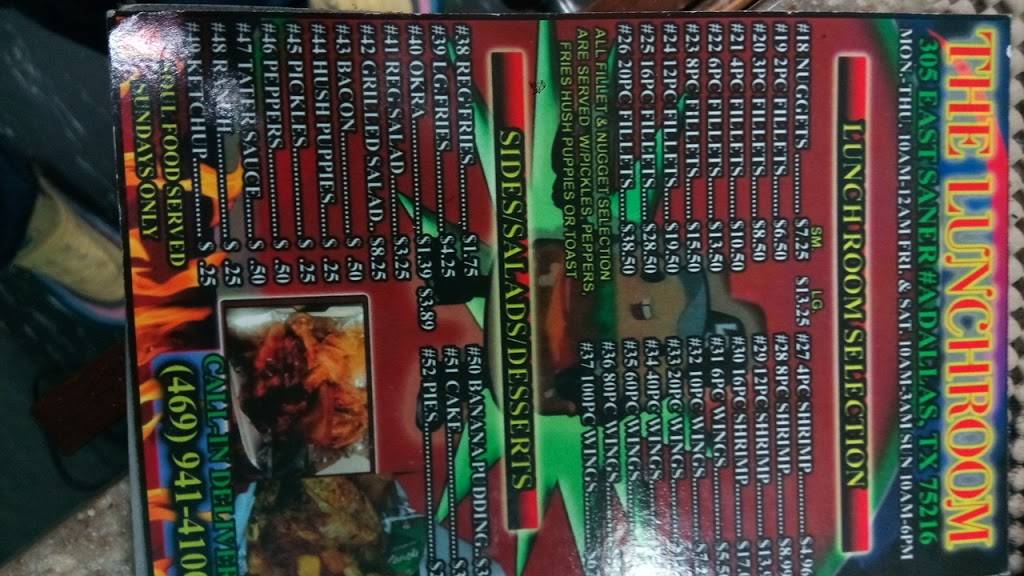 THE LUNCHROOM
305 EAST SANER #A DALLAS, TX 75216
MON-THU 10AM-12AM FRI. & SAT. 10AM-3AM SUN 10AM-6PM
LUNCHROOM SELECTION
SM. LG.
#18 NUGGETS $7.25 $13.25
#19 2PC FILLETS $6.50
#20 3PC FILLETS $8.50
#21 4PC FILLETS $10.50
#22 6PC FILLETS $13.50
#23 8PC FILLETS $15.50
#24 12PC FILLETS $19.50
#25 16PC FILLETS $28.50
#26 20PC FILLETS $38.50
ALL FILLET & NUGGET SELECTION
ARE SERVED W/PICKLES, PEPPERS,
FRIES HUSH PUPPIES OR TOAST
#27 4PC SHRIMP $4.96
#28 8PC SHRIMP
#29 12PC SHRIMP
#30 16PC SHRIMP
#31 6PC WINGS
#32 10PC WINGS
#33 20PC WINGS
#34 40PC WINGS
#35 60PC WINGS
#36 80PC WINGS
#37 100PC WINGS
SIDES/SALADS/DESSERTS
#38 REG FRIES $1.75
#39 LG FRIES $4.75
#40 OKRA $1.39 $3.89
#41 REG SALAD $3.25
#42 GRILLED SALAD $8.25
#43 BACON .50
#44 HUSH PUPPIES $ .25
#45 PICKLES $ .50
#46 PEPPERS $ .50
#47 TATER SAUCE $ .25
#48 $ .25
KETCHUP $ .25
#50 BANANA PUDDING
#51 CAKE
#52 PIES
FOOD SERVED
SUNDAYS ONLY
CALL IN DELIVER
(469) 941-410